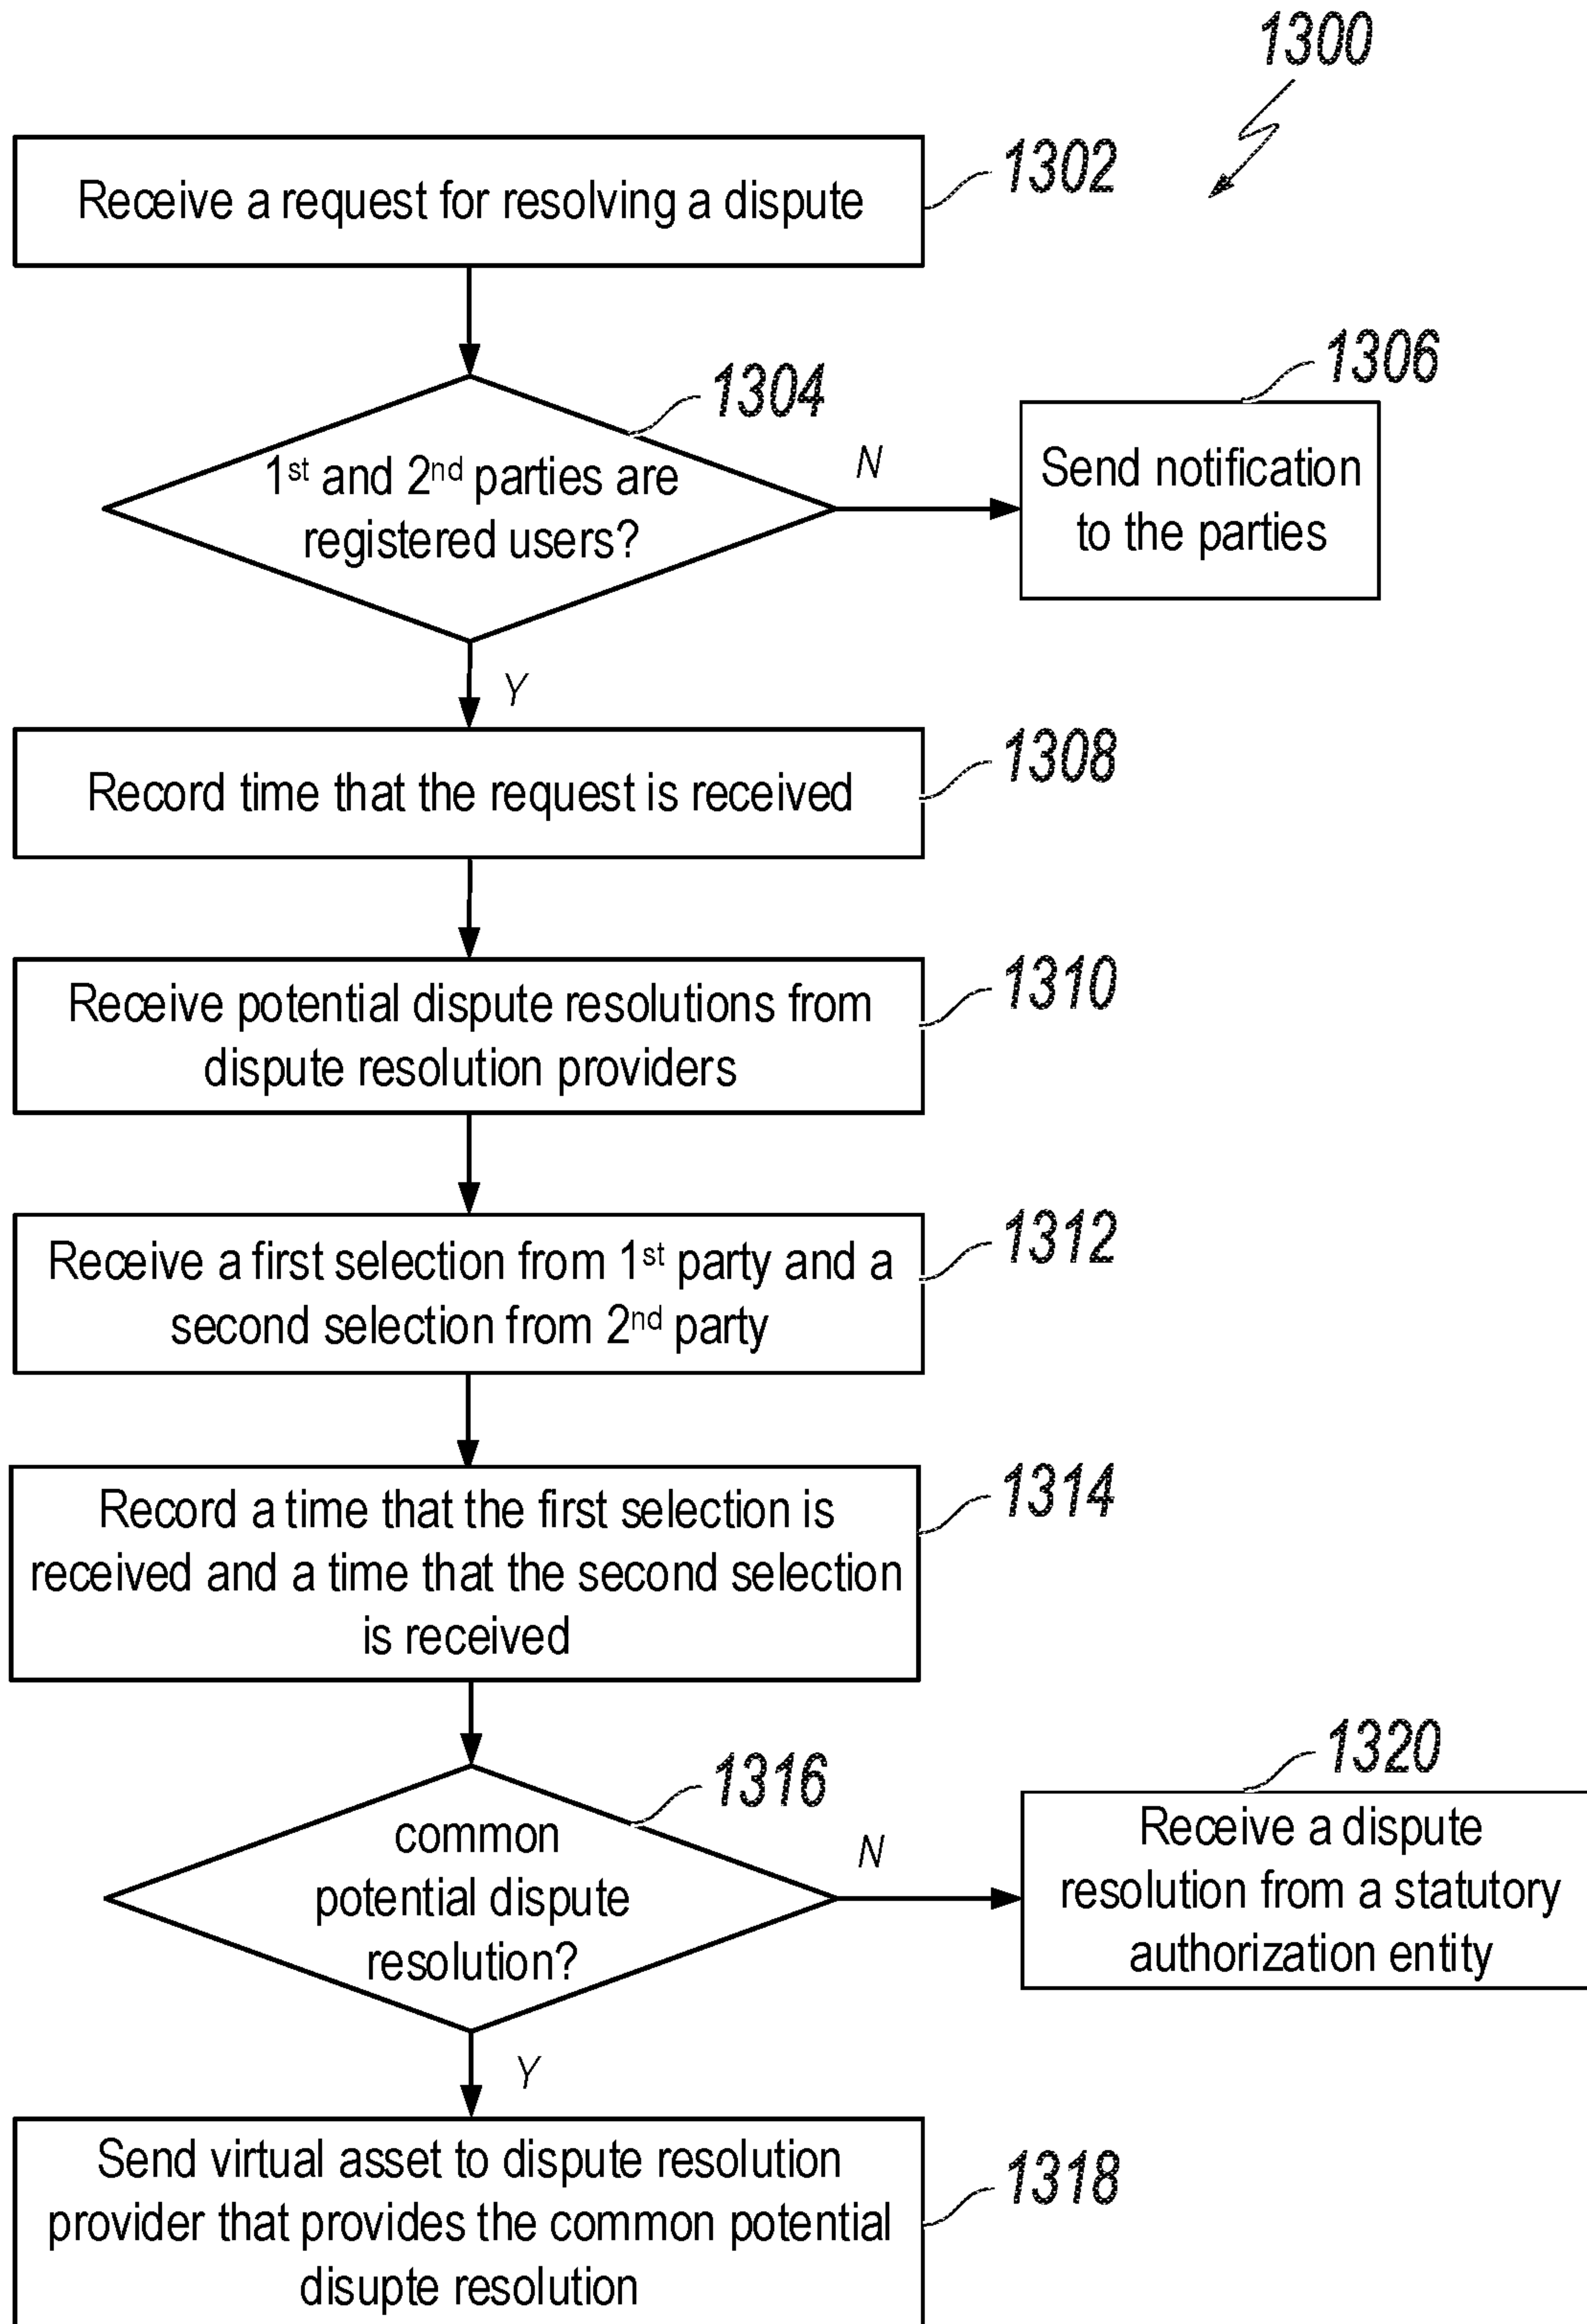 1300
Receive a request for resolving a dispute
1302
1304
1306
1st and 2nd parties are
registered users?
N
Send notification
to the parties
Y
Record time that the request is received
1308
Receive potential dispute resolutions from
dispute resolution providers
1310
Receive a first selection from 1st party and a
second selection from 2nd party
1312
Record a time that the first selection is
received and a time that the second selection
is received
1314
1316
1320
common
potential dispute
resolution?
N
Receive a dispute
resolution from a statutory
authorization entity
Y
Send virtual asset to dispute resolution
provider that provides the common potential
disupte resolution
1318